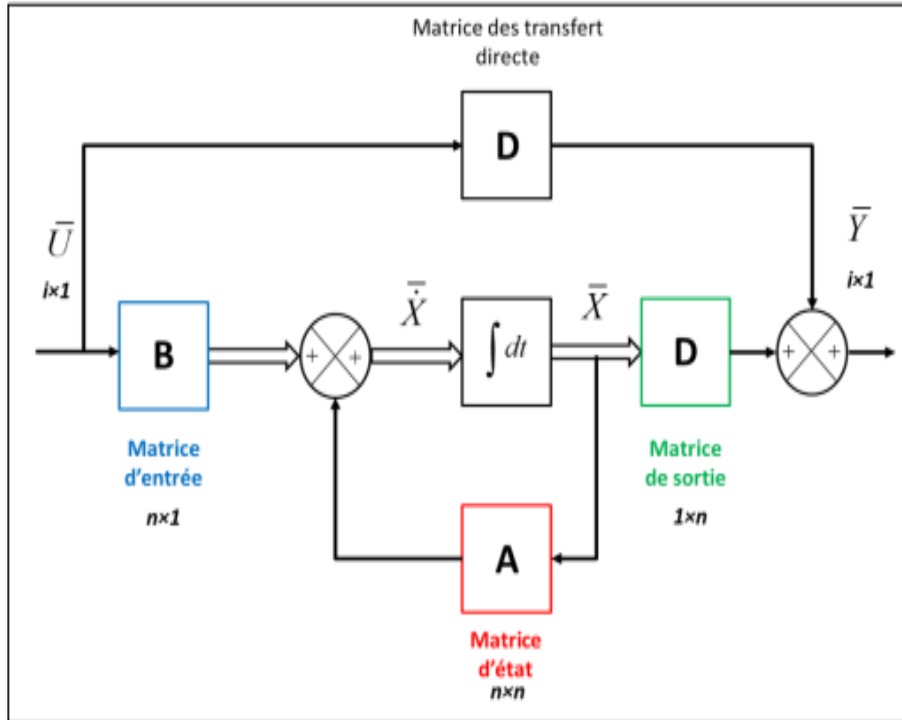 Matrice des transfert
directe
D
U̅
i×1
Y̅
i×1
B
+ +
Ẋ̅
∫ dt
X̅
D
+ +
Matrice
d'entrée
n×1
Matrice
de sortie
1×n
A
Matrice
d'état
n×n